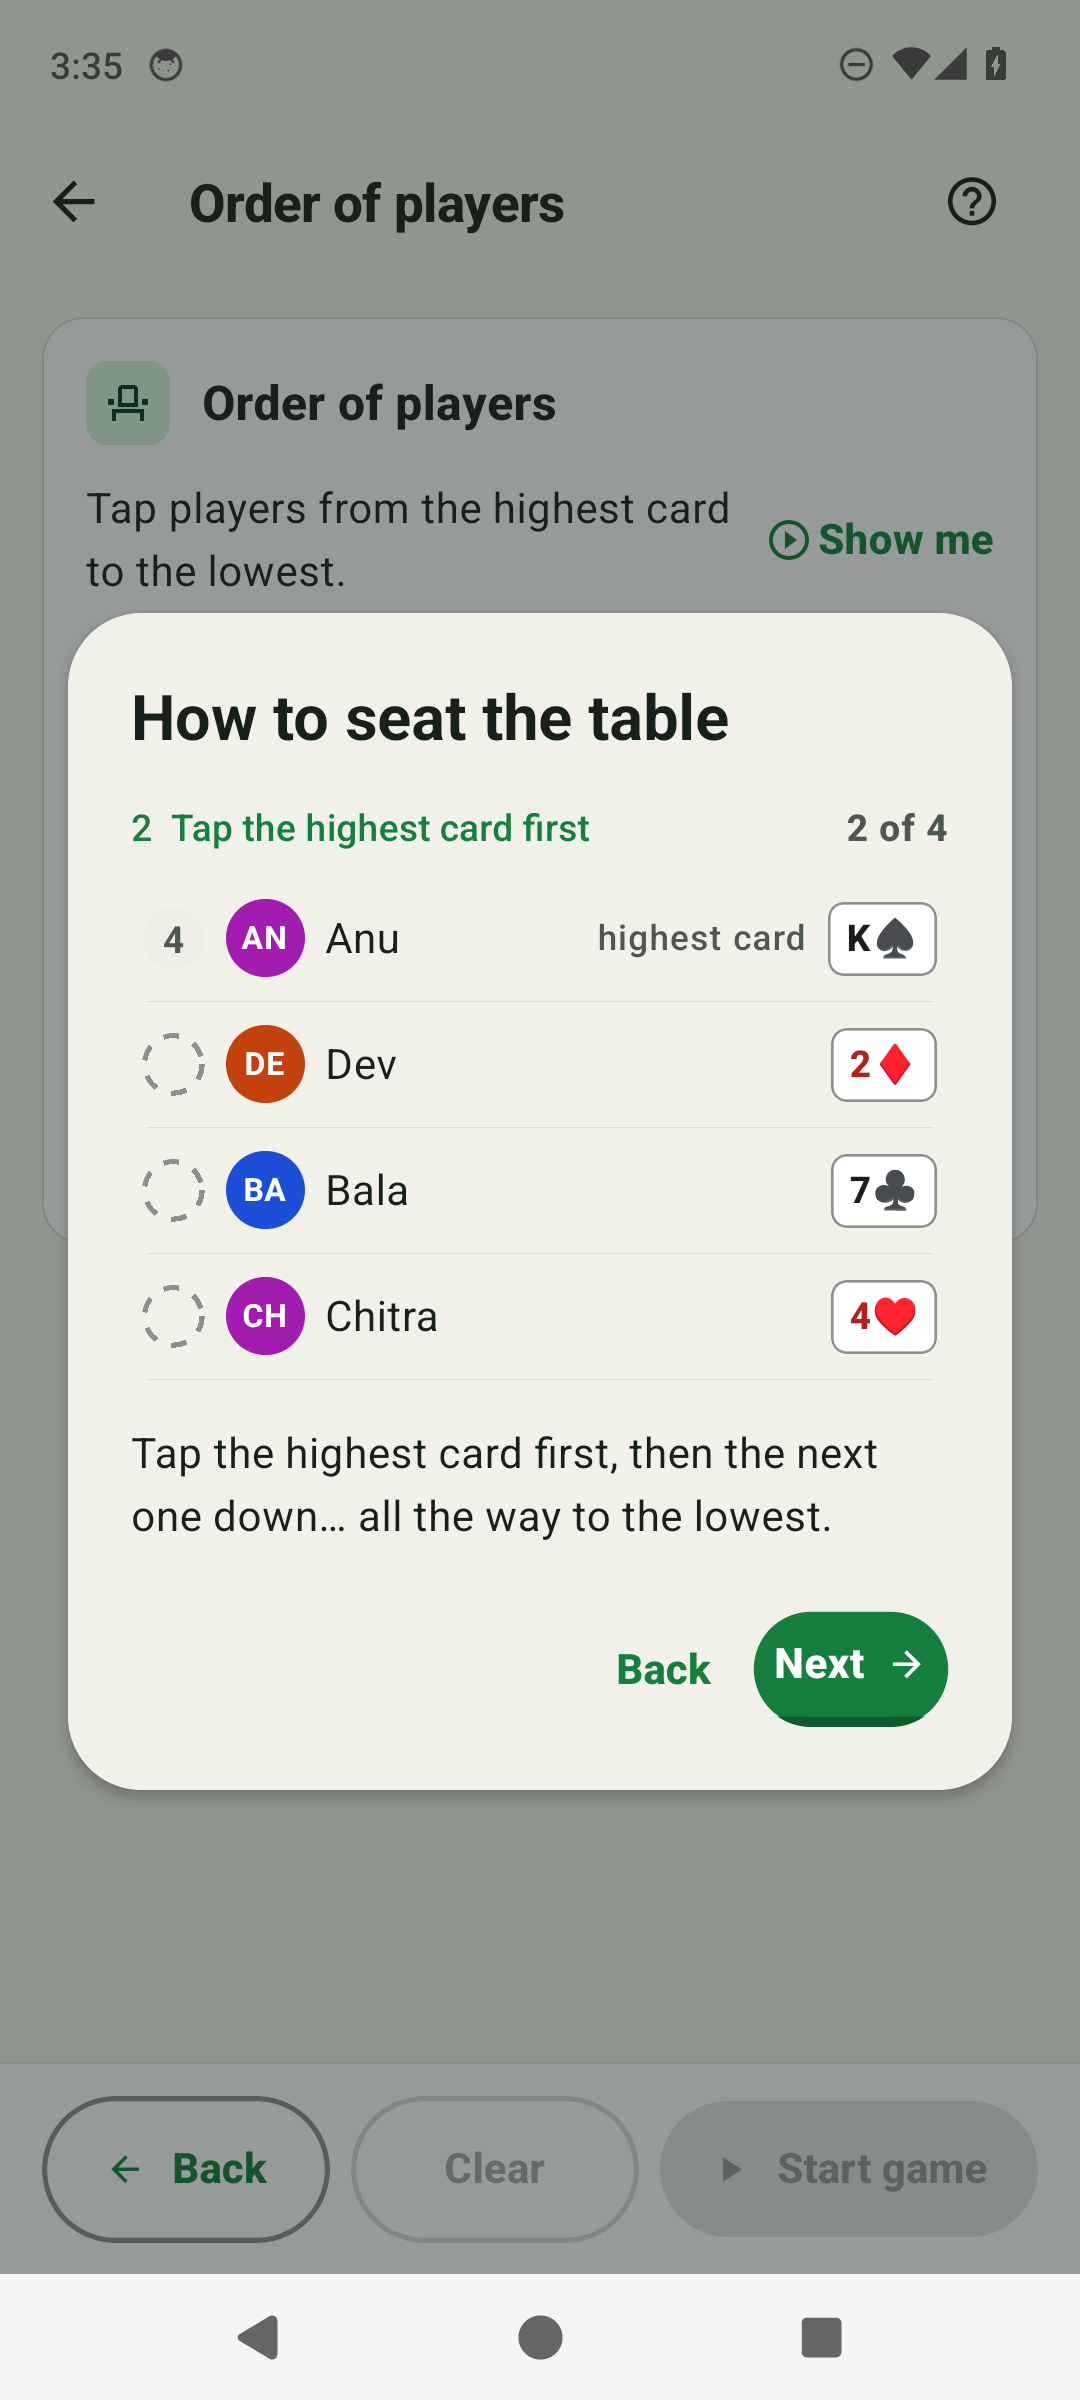 3:35
Order of players
Order of players
Tap players from the highest card
to the lowest.
Show me
How to seat the table
2 Tap the highest card first
2 of 4
4 AN Anu highest card K♠
DE Dev 2♦
BA Bala 7♣
CH Chitra 4♥
Tap the highest card first, then the next
one down... all the way to the lowest.
Back Next
Back Clear Start game